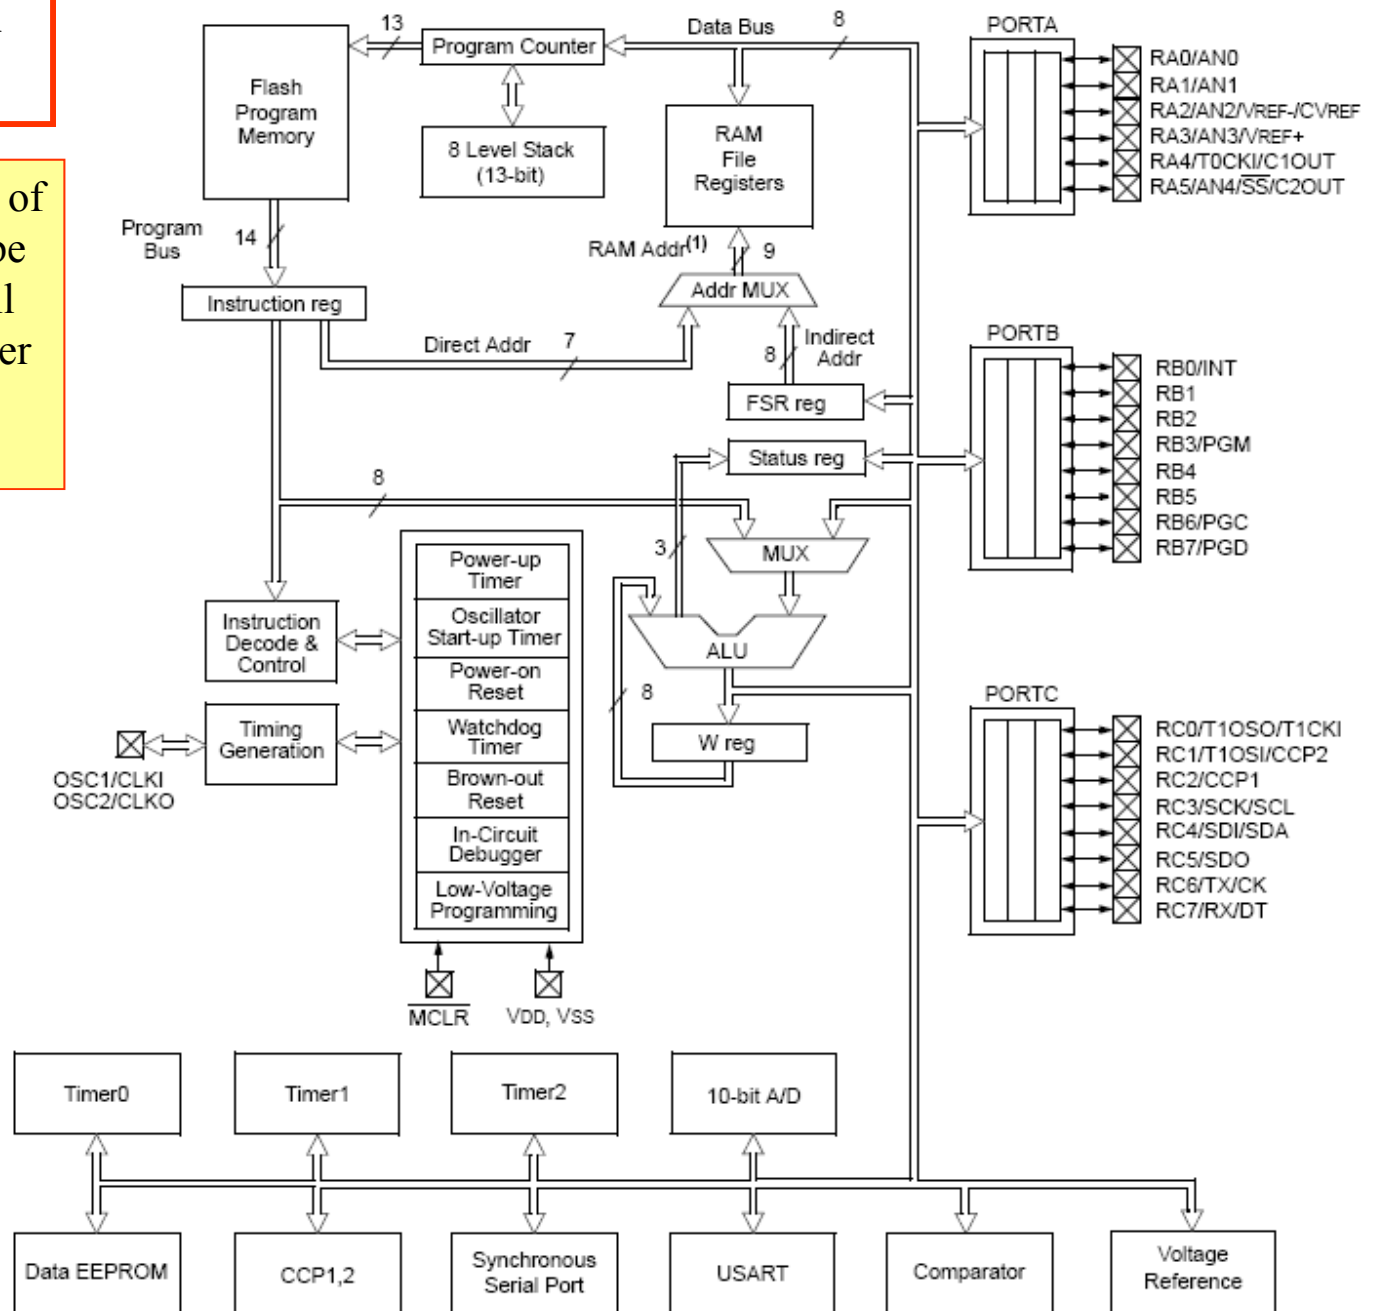 of
be
ll
er
13
Program Counter
Data Bus
8
Flash
Program
Memory
8 Level Stack
(13-bit)
RAM
File
Registers
Program
Bus
14
RAM Addr(1)
9
Addr MUX
Instruction reg
Direct Addr
7
8
Indirect
Addr
FSR reg
Status reg
8
3
MUX
ALU
8
W reg
Instruction
Decode &
Control
Timing
Generation
OSC1/CLKI
OSC2/CLKO
Power-up
Timer
Oscillator
Start-up Timer
Power-on
Reset
Watchdog
Timer
Brown-out
Reset
In-Circuit
Debugger
Low-Voltage
Programming
MCLR
VDD, VSS
PORTA
RA0/AN0
RA1/AN1
RA2/AN2/VREF-/CVREF
RA3/AN3/VREF+
RA4/T0CKI/C1OUT
RA5/AN4/SS/C2OUT
PORTB
RB0/INT
RB1
RB2
RB3/PGM
RB4
RB5
RB6/PGC
RB7/PGD
PORTC
RC0/T1OSO/T1CKI
RC1/T1OSI/CCP2
RC2/CCP1
RC3/SCK/SCL
RC4/SDI/SDA
RC5/SDO
RC6/TX/CK
RC7/RX/DT
Timer0
Timer1
Timer2
10-bit A/D
Data EEPROM
CCP1,2
Synchronous
Serial Port
USART
Comparator
Voltage
Reference